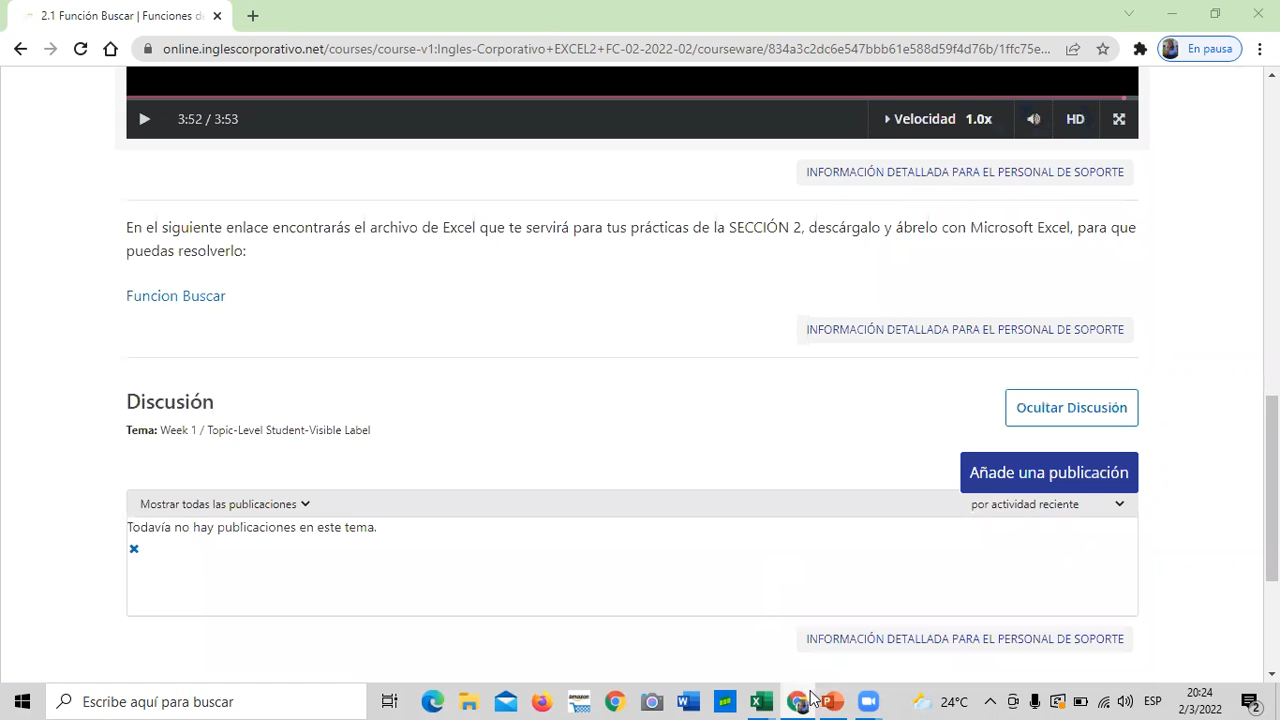 2.1 Función Buscar | Funciones de
online.inglescorporativo.net/courses/course-v1:Ingles-Corporativo+EXCEL2+FC-02-2022-02/courseware/834a3c2dc6e547bbb61e588d59f4d76b/1ffc75e...
En pausa
3:52 / 3:53
Velocidad 1.0x
HD
INFORMACIÓN DETALLADA PARA EL PERSONAL DE SOPORTE
En el siguiente enlace encontrarás el archivo de Excel que te servirá para tus prácticas de la SECCIÓN 2, descárgalo y ábrelo con Microsoft Excel, para que
puedas resolverlo:
Funcion Buscar
INFORMACIÓN DETALLADA PARA EL PERSONAL DE SOPORTE
Discusión
Ocultar Discusión
Tema: Week 1 / Topic-Level Student-Visible Label
Añade una publicación
Mostrar todas las publicaciones
por actividad reciente
Todavía no hay publicaciones en este tema.
INFORMACIÓN DETALLADA PARA EL PERSONAL DE SOPORTE
Escribe aquí para buscar
24°C
ESP
20:24
2/3/2022
2